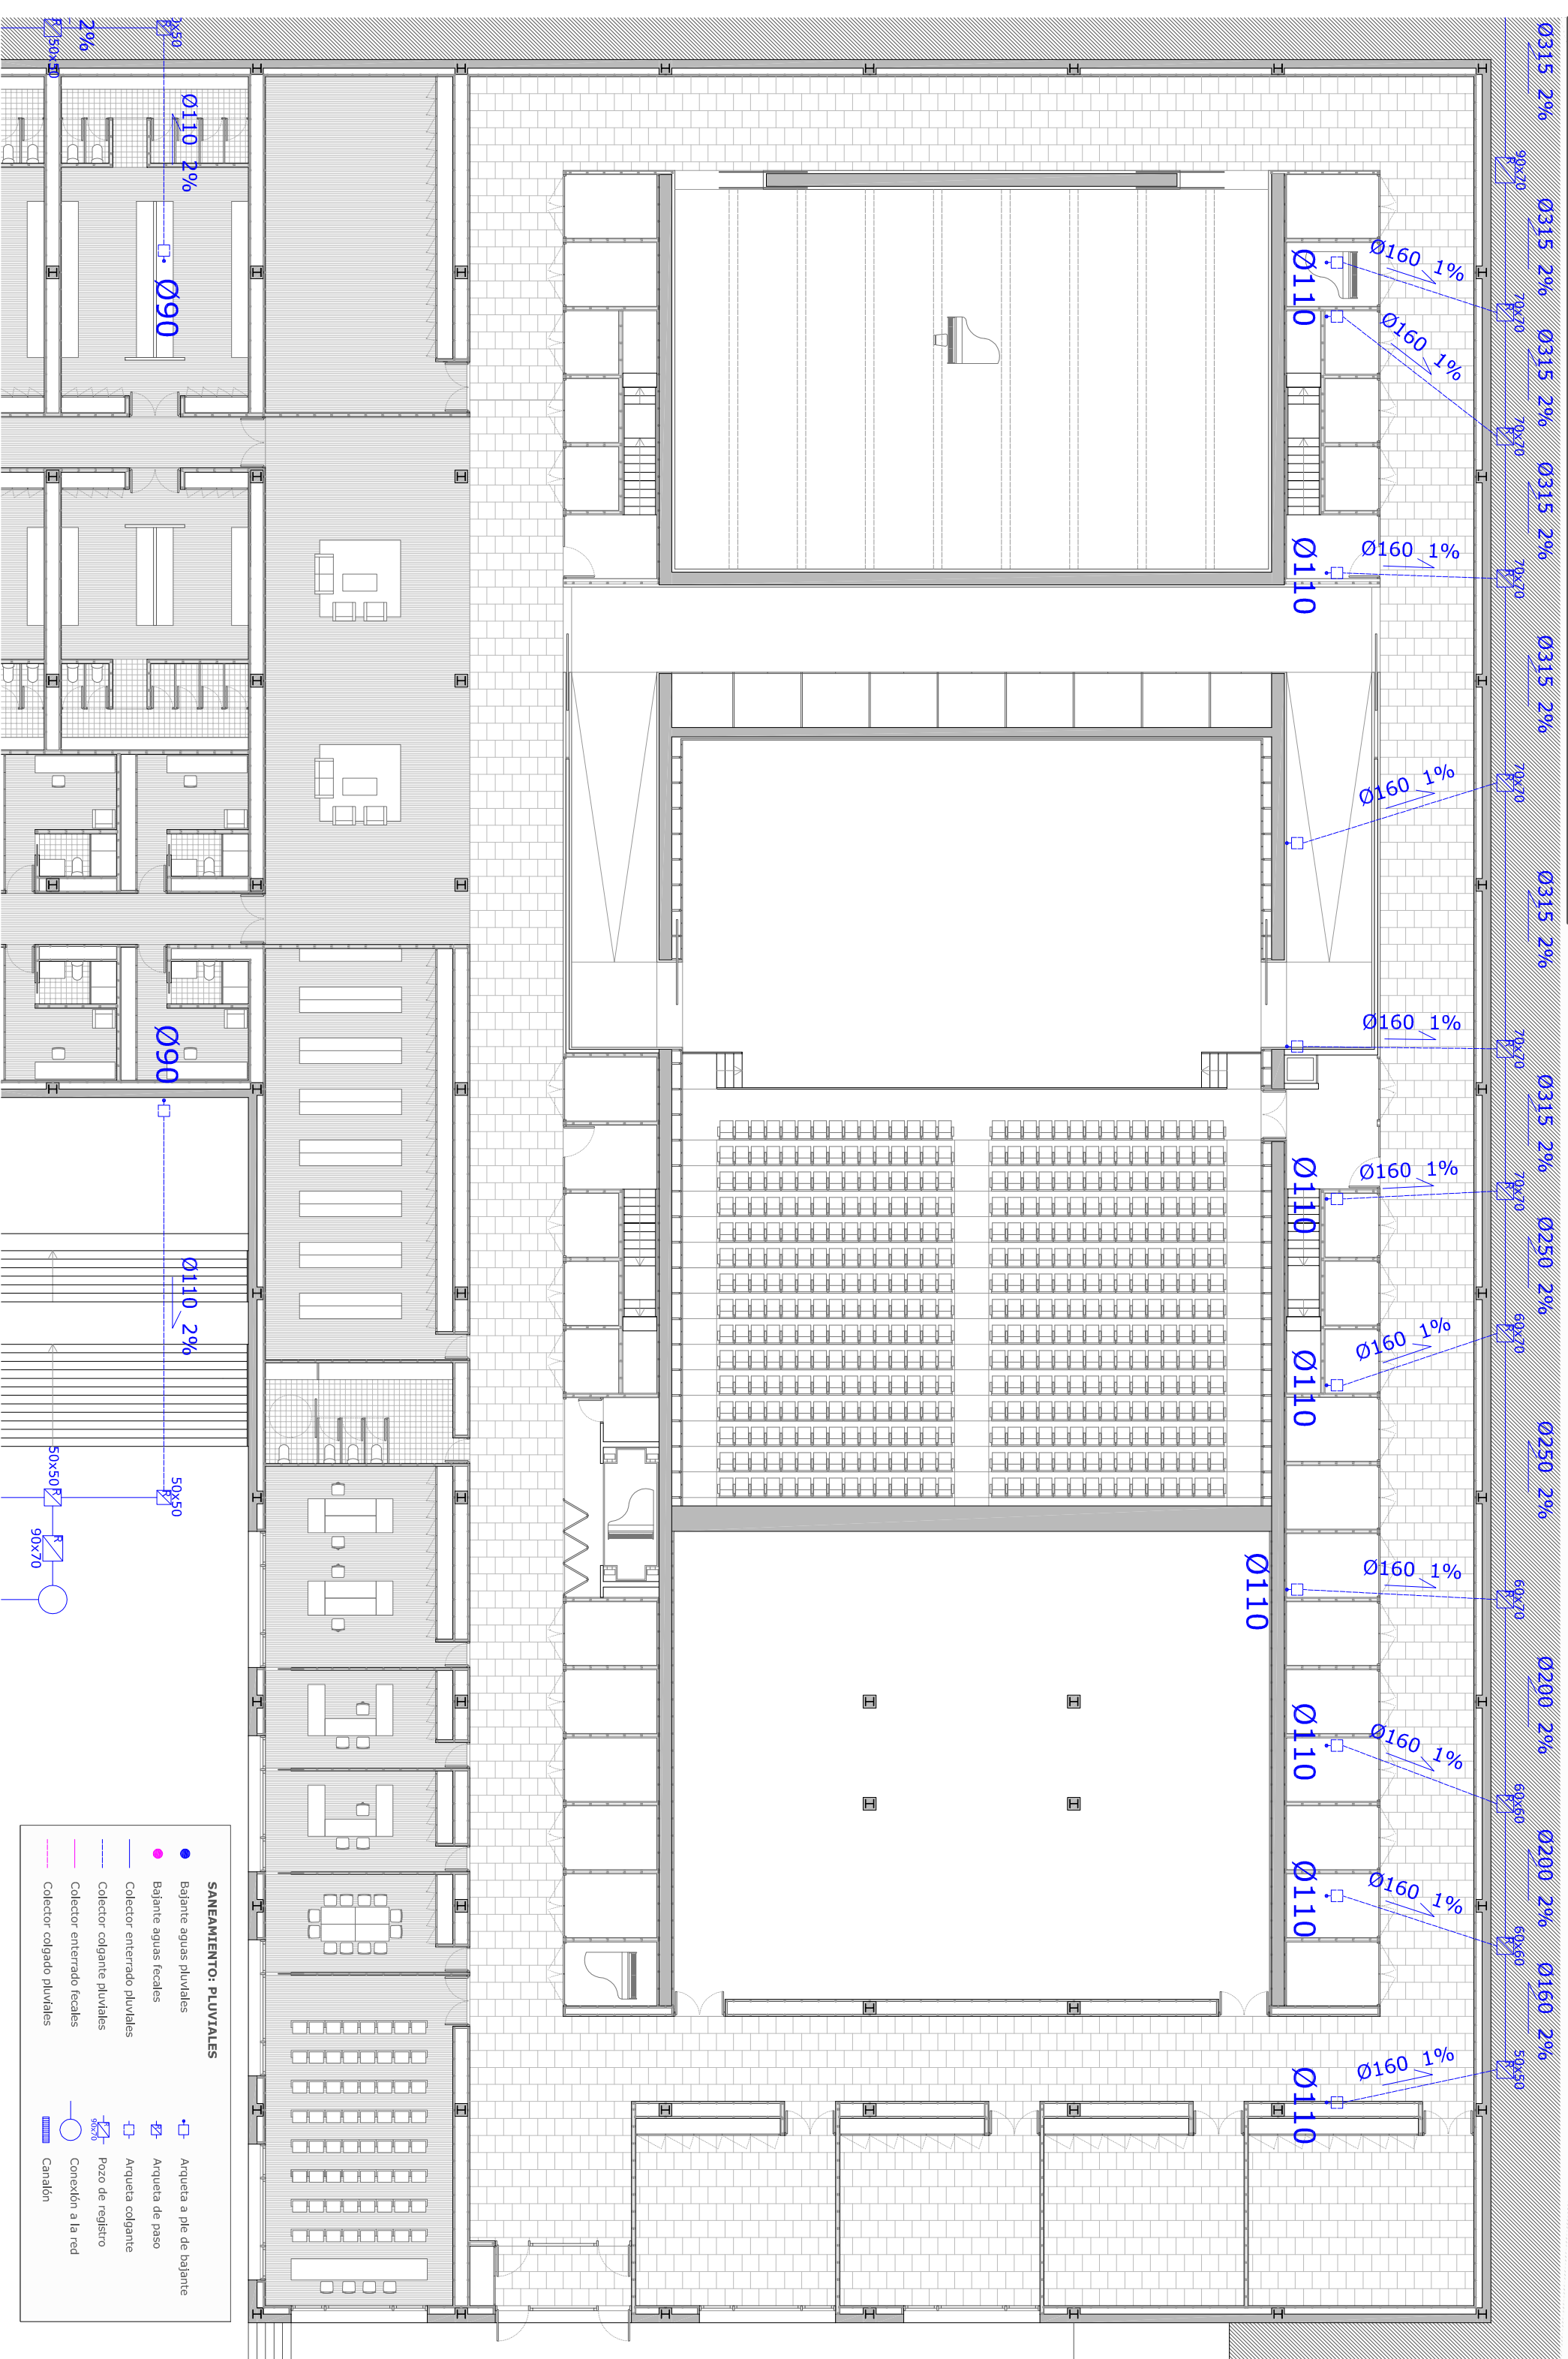 Ø315 2%
Ø315 2%
Ø315 2%
Ø315 2%
Ø315 2%
Ø315 2%
Ø315 2%
Ø250 2%
Ø250 2%
Ø200 2%
Ø200 2%
Ø160 2%
90x70
R
70x70
R
70x70
R
70x70
R
70x70
R
70x70
R
70x70
R
60x70
R
60x70
R
60x60
R
60x60
R
50x50
R
Ø160 1%
Ø160 1%
Ø160 1%
Ø160 1%
Ø160 1%
Ø160 1%
Ø160 1%
Ø160 1%
Ø160 1%
Ø160 1%
Ø160 1%
Ø110
Ø110
Ø110
Ø110
Ø110
Ø110
Ø110
Ø110
Ø110 2%
Ø110 2%
Ø90
Ø90
0x50
R
50x50
R
2%
R
50x50
50x50
R
R
90x70
SANEAMIENTO: PLUVIALES
Bajante aguas pluviales
Bajante aguas fecales
Colector enterrado pluviales
Colector colgante pluviales
Colector enterrado fecales
Colector colgado pluviales
Arqueta a pie de bajante
Arqueta de paso
Arqueta colgante
R
90x70
Pozo de registro
Conexión a la red
Canalón